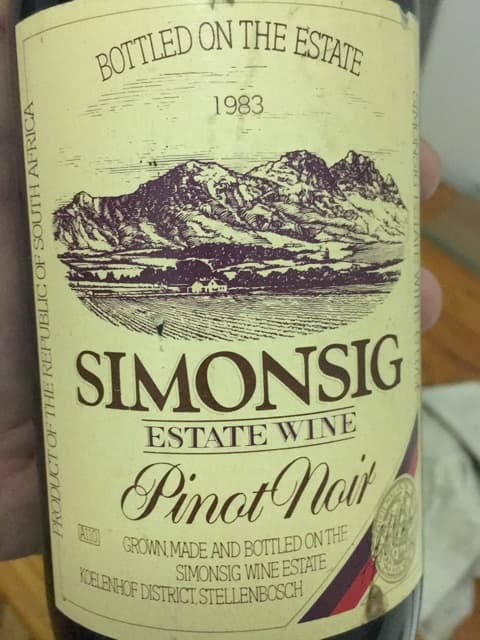 BOTTLED ON THE ESTATE
1983
PRODUCT OF THE REPUBLIC OF SOUTH AFRICA
SIMONSIG
ESTATE WINE
Pinot Noir
A110
GROWN, MADE AND BOTTLED ON THE
SIMONSIG WINE ESTATE
KOELENHOF DISTRICT, STELLENBOSCH